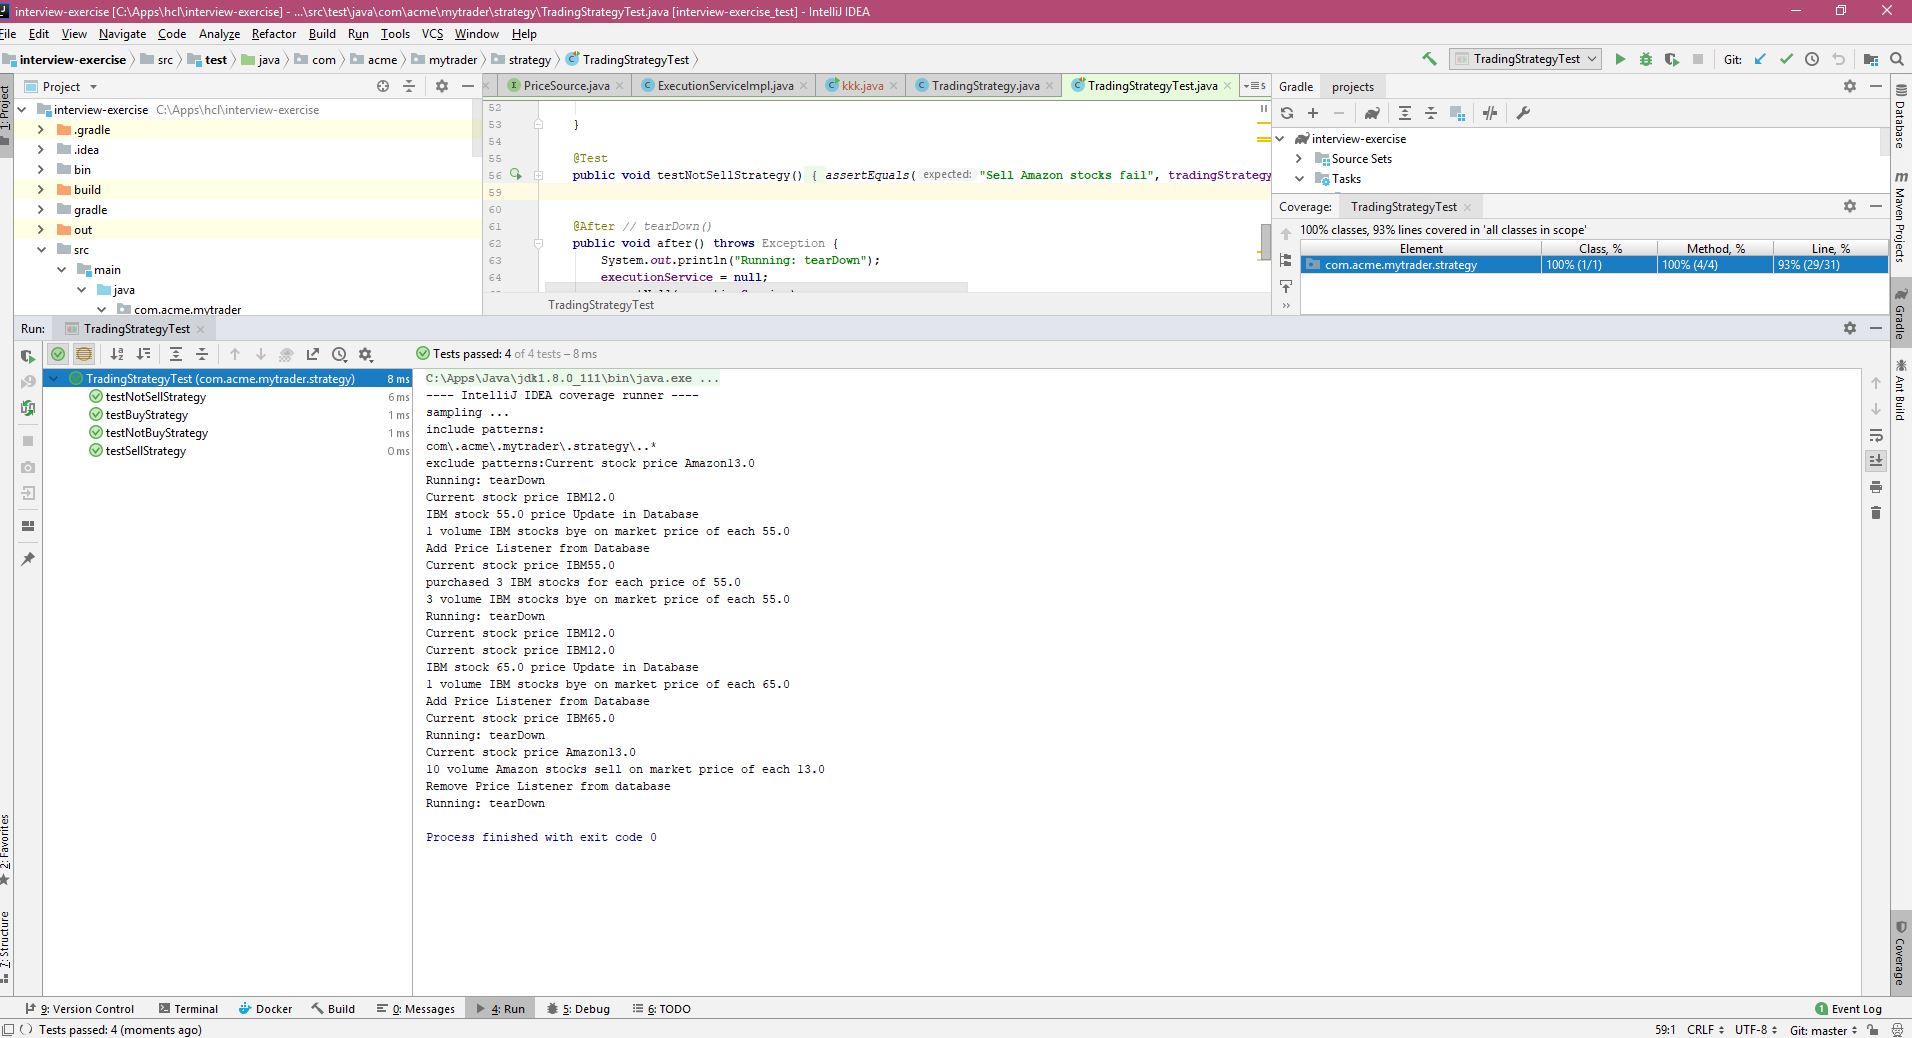 interview-exercise [C:\Apps\hcl\interview-exercise] - ...\src\test\java\com\acme\mytrader\strategy\TradingStrategyTest.java [interview-exercise_test] - IntelliJ IDEA
File Edit View Navigate Code Analyze Refactor Build Run Tools VCS Window Help
interview-exercise src test java com acme mytrader strategy TradingStrategyTest
TradingStrategyTest Git:
Project
PriceSource.java ExecutionServiceImpl.java kkk.java TradingStrategy.java TradingStrategyTest.java
Gradle projects
1: Project
interview-exercise C:\Apps\hcl\interview-exercise
.gradle
.idea
bin
build
gradle
out
src
main
java
com.acme.mytrader
52
53 }
54
55 @Test
56 public void testNotSellStrategy() { assertEquals( expected: "Sell Amazon stocks fail", tradingStrategy
59
60
61 @After // tearDown()
62 public void after() throws Exception {
63 System.out.println("Running: tearDown");
64 executionService = null;
TradingStrategyTest
interview-exercise
Source Sets
Tasks
Coverage: TradingStrategyTest
100% classes, 93% lines covered in 'all classes in scope'
Element Class, % Method, % Line, %
com.acme.mytrader.strategy 100% (1/1) 100% (4/4) 93% (29/31)
Database
Maven Projects
Gradle
Ant Build
Coverage
Run: TradingStrategyTest
Tests passed: 4 of 4 tests – 8 ms
TradingStrategyTest (com.acme.mytrader.strategy) 8 ms
testNotSellStrategy 6 ms
testBuyStrategy 1 ms
testNotBuyStrategy 1 ms
testSellStrategy 0 ms
C:\Apps\Java\jdk1.8.0_111\bin\java.exe ...
---- IntelliJ IDEA coverage runner ----
sampling ...
include patterns:
com\.acme\.mytrader\.strategy\..*
exclude patterns:Current stock price Amazon13.0
Running: tearDown
Current stock price IBM12.0
IBM stock 55.0 price Update in Database
1 volume IBM stocks bye on market price of each 55.0
Add Price Listener from Database
Current stock price IBM55.0
purchased 3 IBM stocks for each price of 55.0
3 volume IBM stocks bye on market price of each 55.0
Running: tearDown
Current stock price IBM12.0
Current stock price IBM12.0
IBM stock 65.0 price Update in Database
1 volume IBM stocks bye on market price of each 65.0
Add Price Listener from Database
Current stock price IBM65.0
Running: tearDown
Current stock price Amazon13.0
10 volume Amazon stocks sell on market price of each 13.0
Remove Price Listener from database
Running: tearDown
Process finished with exit code 0
2: Favorites
7: Structure
9: Version Control Terminal Docker Build 0: Messages 4: Run 5: Debug 6: TODO
1 Event Log
Tests passed: 4 (moments ago)
59:1 CRLF UTF-8 Git: master